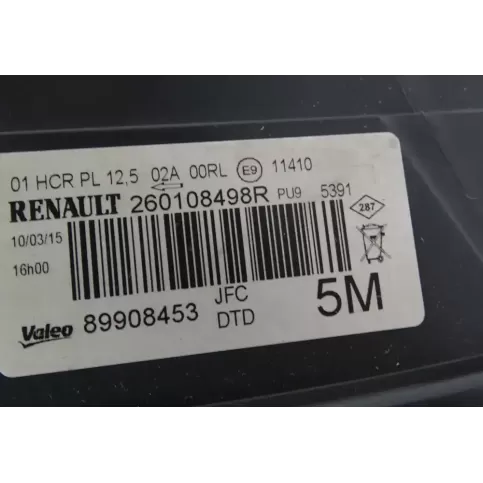 01 HCR PL 12,5 02A 00RL E9 11410
RENAULT 260108498R PU9 5391
287
10/03/15
16h00
JFC
5M
Valeo 89908453
DTD